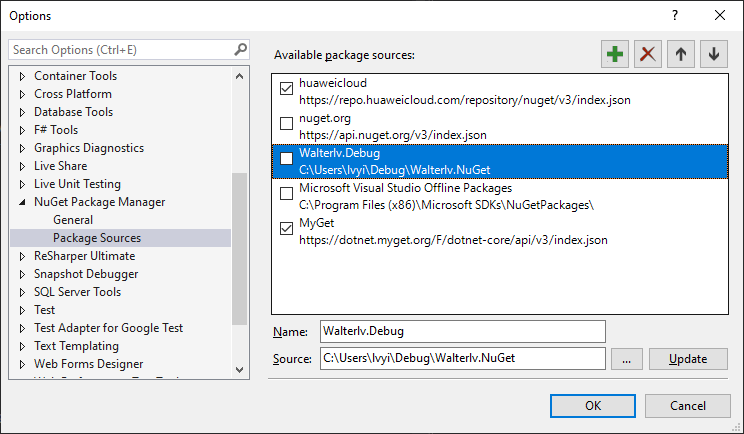 Options
Search Options (Ctrl+E)
Container Tools
Cross Platform
Database Tools
F# Tools
Graphics Diagnostics
Live Share
Live Unit Testing
NuGet Package Manager
General
Package Sources
ReSharper Ultimate
Snapshot Debugger
SQL Server Tools
Test
Test Adapter for Google Test
Text Templating
Web Forms Designer
Available package sources:
huaweicloud
https://repo.huaweicloud.com/repository/nuget/v3/index.json
nuget.org
https://api.nuget.org/v3/index.json
Walterlv.Debug
C:\Users\lvyi\Debug\Walterlv.NuGet
Microsoft Visual Studio Offline Packages
C:\Program Files (x86)\Microsoft SDKs\NuGetPackages\
MyGet
https://dotnet.myget.org/F/dotnet-core/api/v3/index.json
Name: Walterlv.Debug
Source: C:\Users\lvyi\Debug\Walterlv.NuGet ... Update
OK Cancel